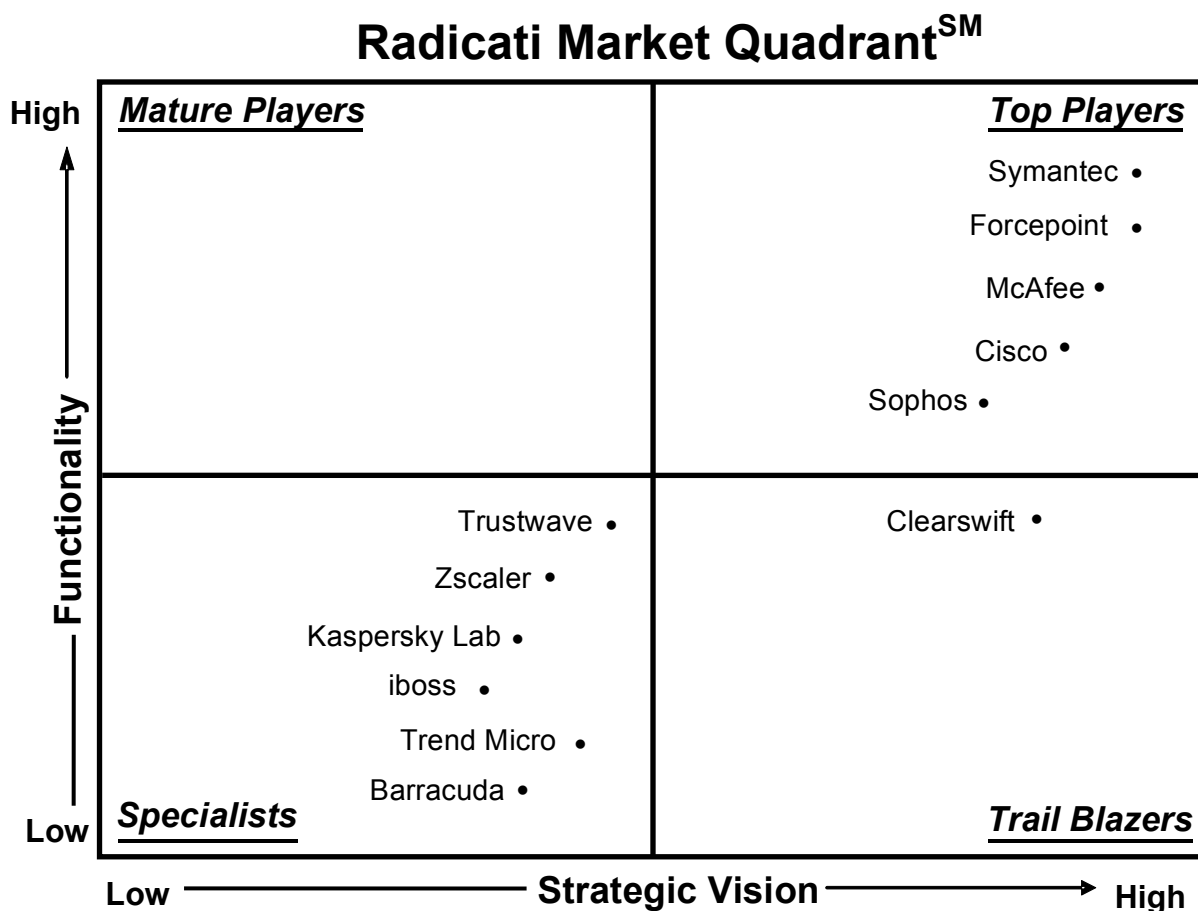 Radicati Market QuadrantSM
High
Mature Players
Top Players
Symantec
Forcepoint
McAfee
Cisco
Sophos
Functionality
Trustwave
Clearswift
Zscaler
Kaspersky Lab
iboss
Trend Micro
Barracuda
Low
Specialists
Trail Blazers
Low
Strategic Vision
High